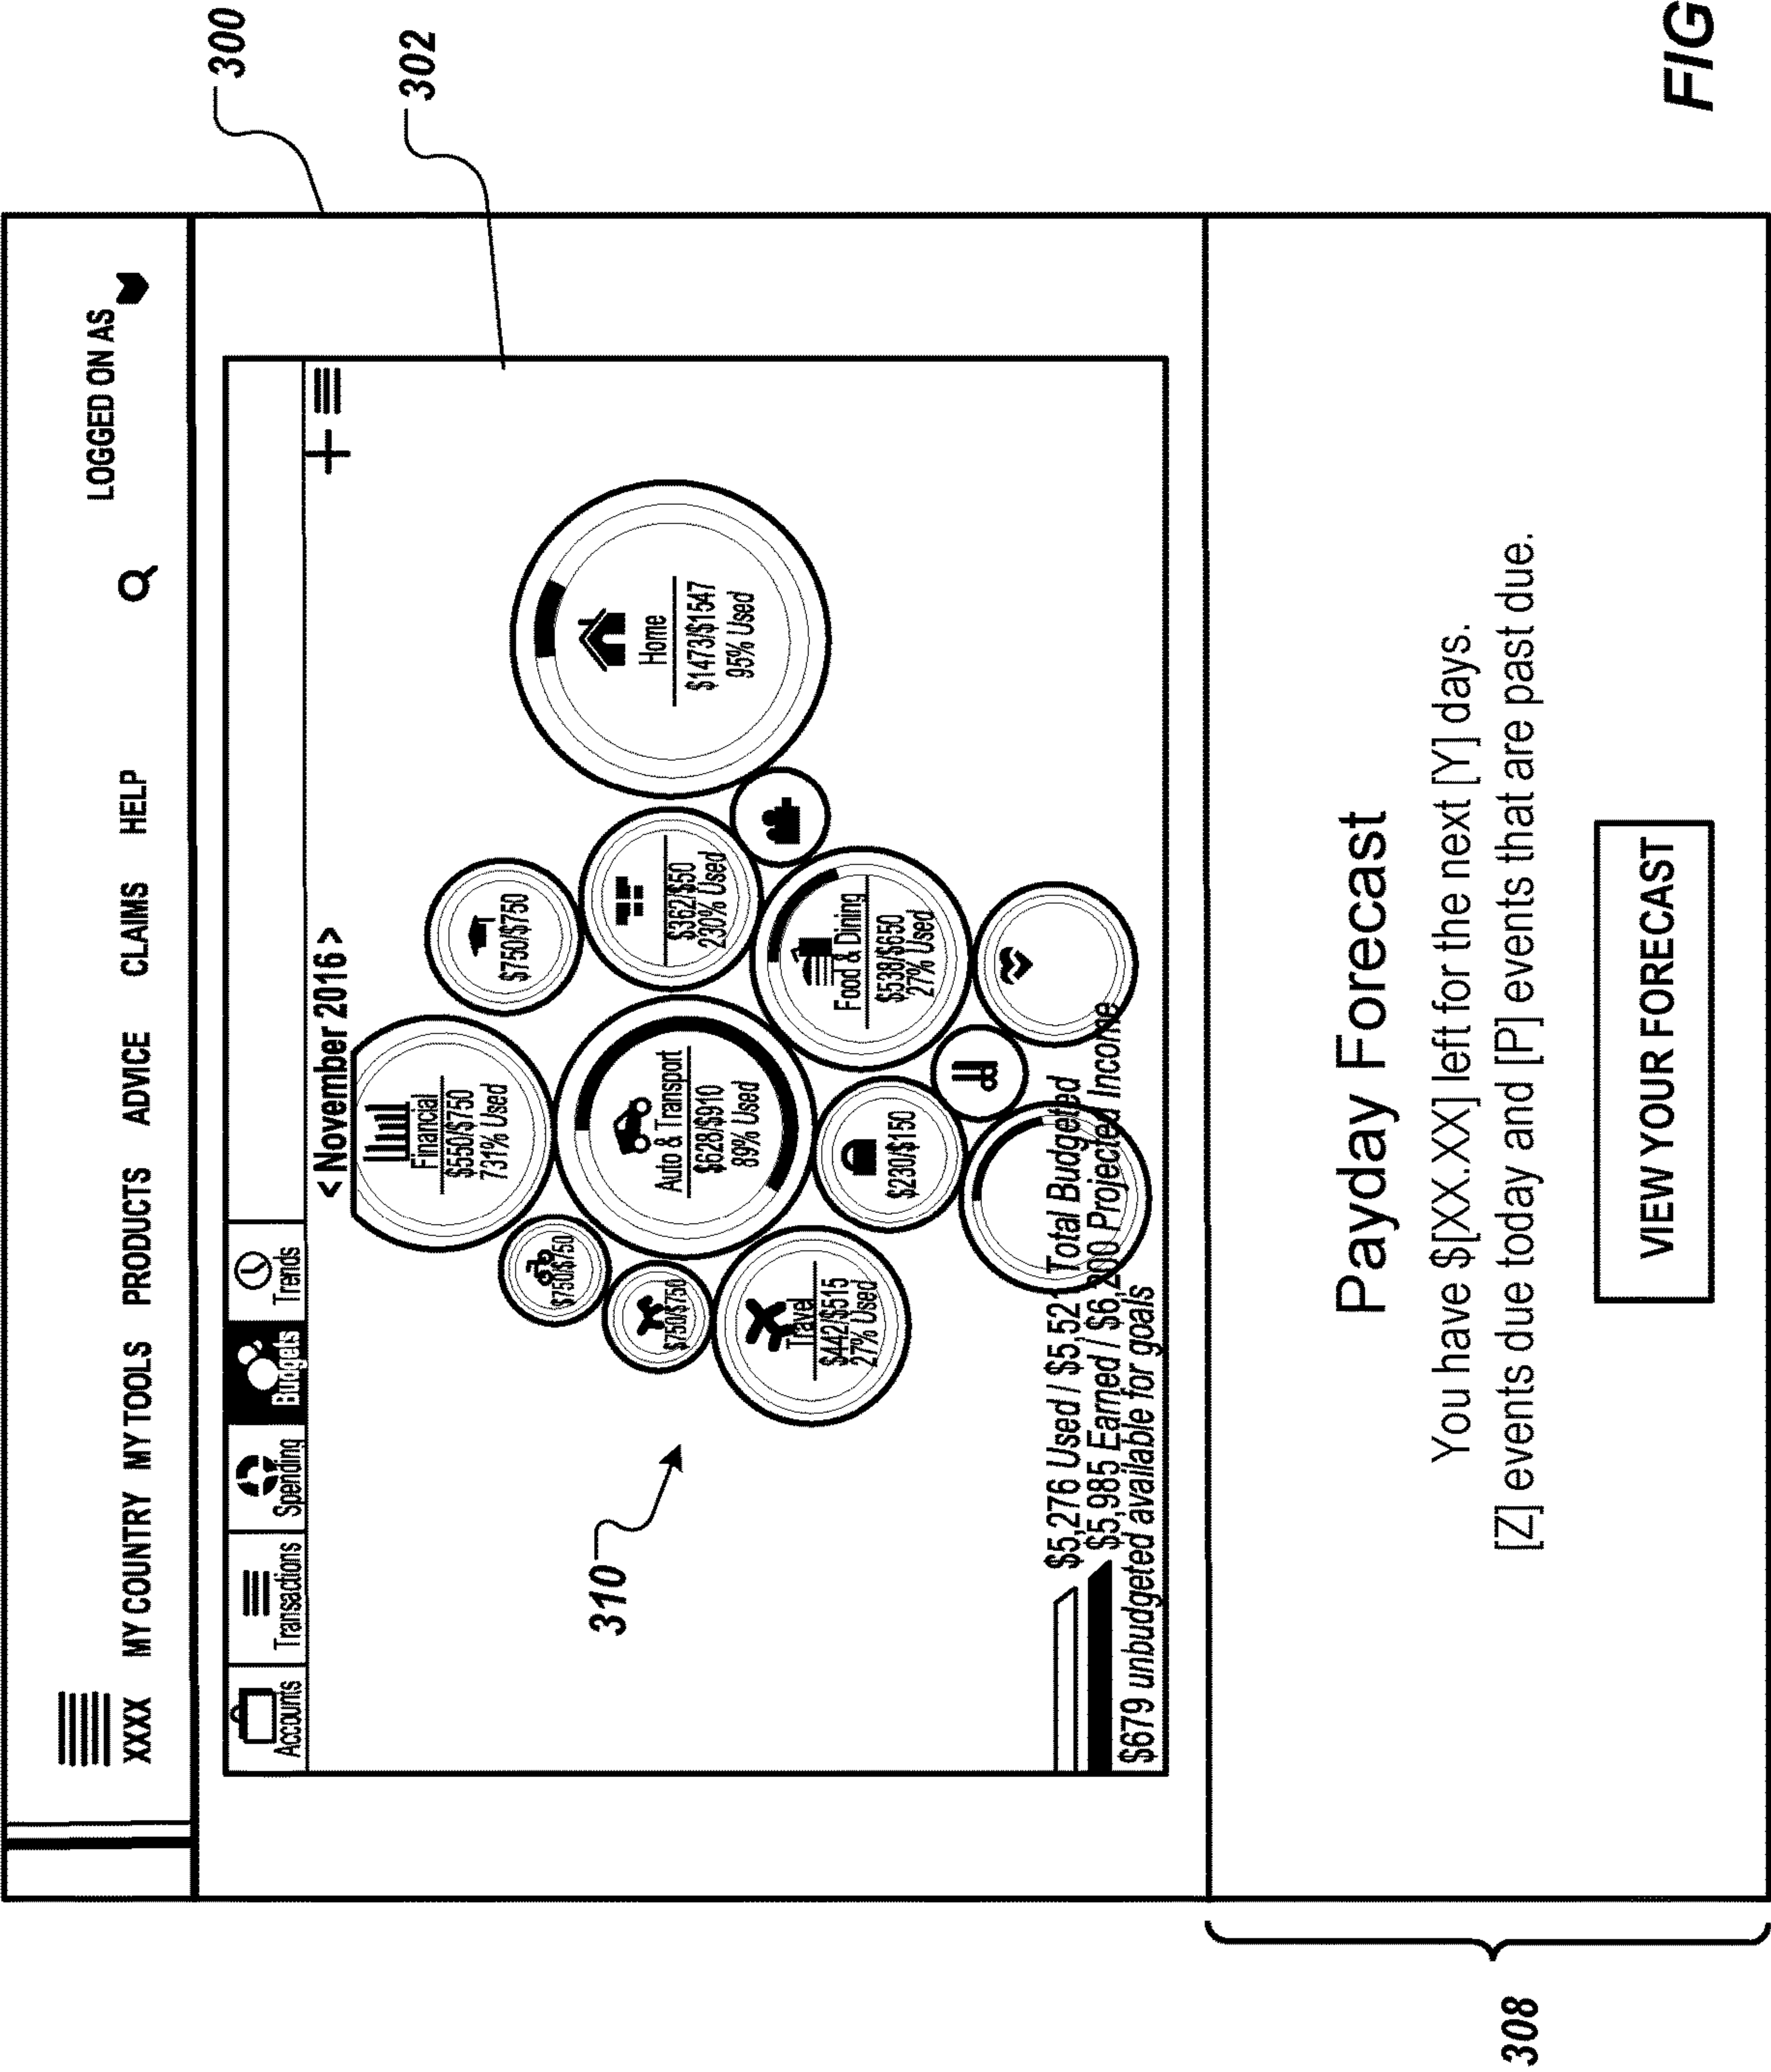 300
302
LOGGED ON AS
XXXX MY COUNTRY MY TOOLS PRODUCTS ADVICE CLAIMS HELP
Accounts
Transactions
Spending
Budgets
Trends
< November 2016 >
Financial
$550/$750
731% Used
$750/$750
$750/$750
$750/$750
Auto & Transport
$628/$910
89% Used
$362/$50
230% Used
Home
$1473/$1547
95% Used
Travel
$442/$515
27% Used
$230/$150
Food & Dining
$538/$650
27% Used
310
$5,276 Used / $5,521 Total Budgeted
$5,985 Earned / $6,200 Projected Income
$679 unbudgeted available for goals
Payday Forecast
You have $[XX.XX] left for the next [Y] days.
[Z] events due today and [P] events that are past due.
VIEW YOUR FORECAST
308
FIG